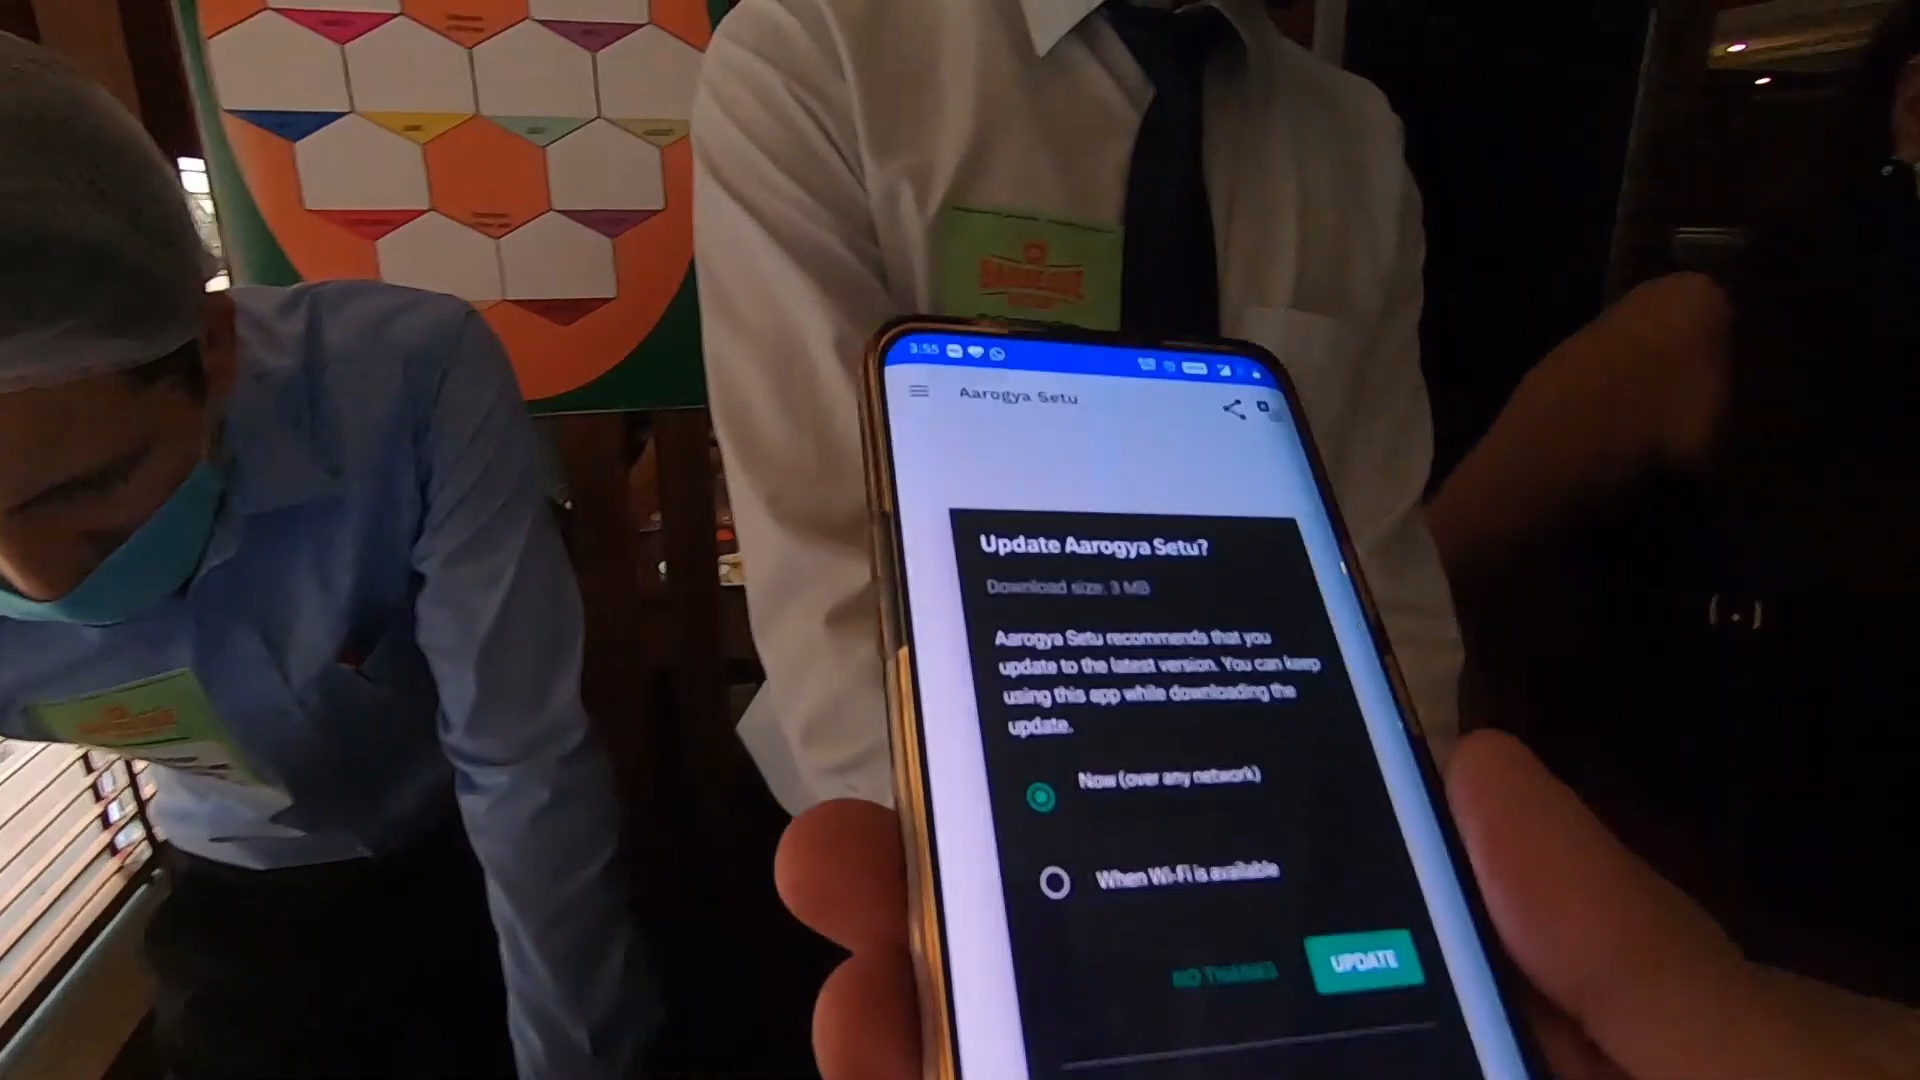 BARBEQUE
3:55
Aarogya Setu
Update Aarogya Setu?
Download size: 3 MB
Aarogya Setu recommends that you
update to the latest version. You can keep
using this app while downloading the
update.
Now (over any network)
When Wi-Fi is available
NO THANKS
UPDATE